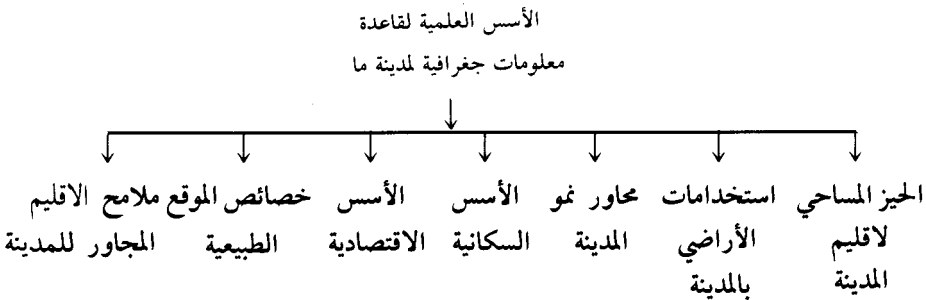 الأسس العلمية لقاعدة
معلومات جغرافية لمدينة ما
الحيز المساحي
لاقليم
المدينة
استخدامات
الأراضي
بالمدينة
محاور نمو
المدينة
الأسس
السكانية
الأسس
الاقتصادية
خصائص الموقع
الطبيعية
ملامح الاقليم
المجاور للمدينة